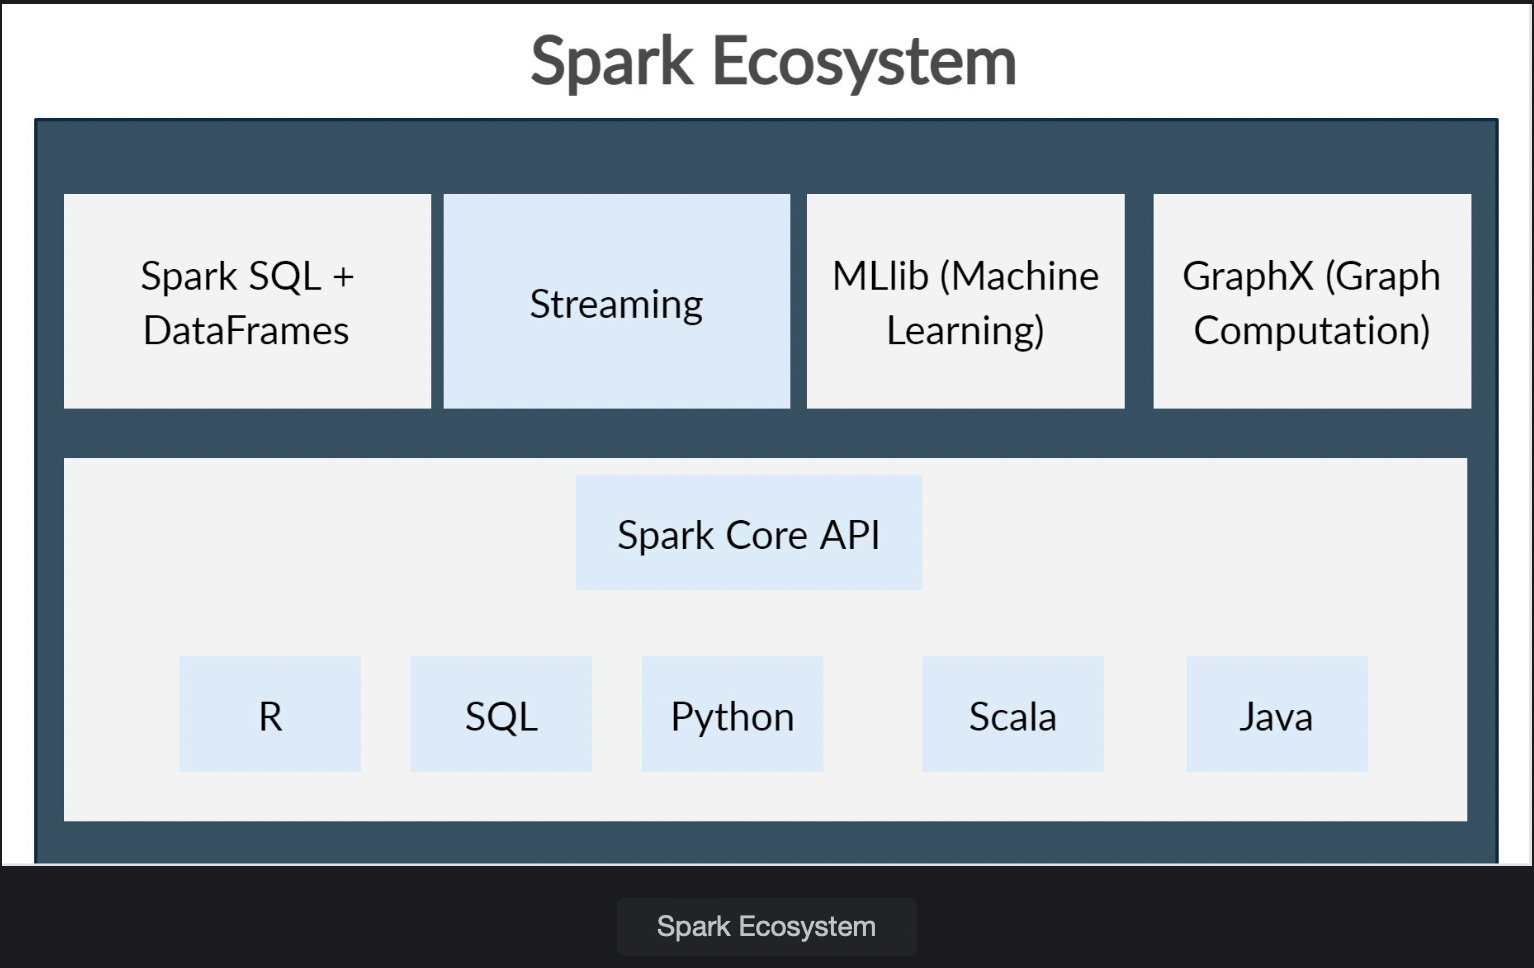 Spark Ecosystem
Spark SQL +
DataFrames
Streaming
MLlib (Machine
Learning)
GraphX (Graph
Computation)
Spark Core API
R
SQL
Python
Scala
Java
Spark Ecosystem